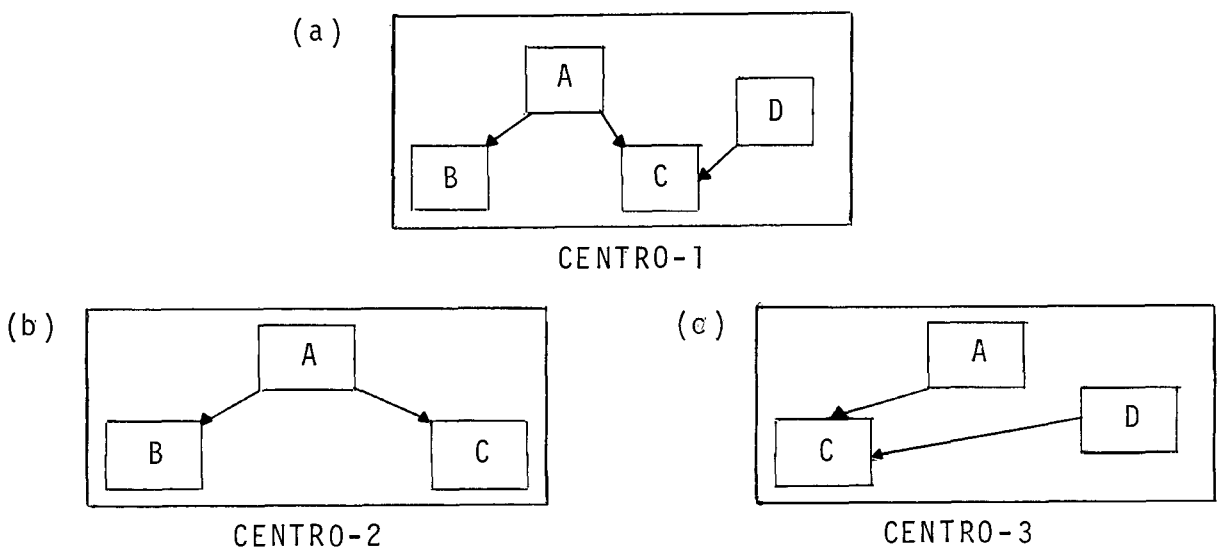 (a)
A
D
B C
CENTRO-1
(b)
A
B C
CENTRO-2
(c)
A
D
C
CENTRO-3